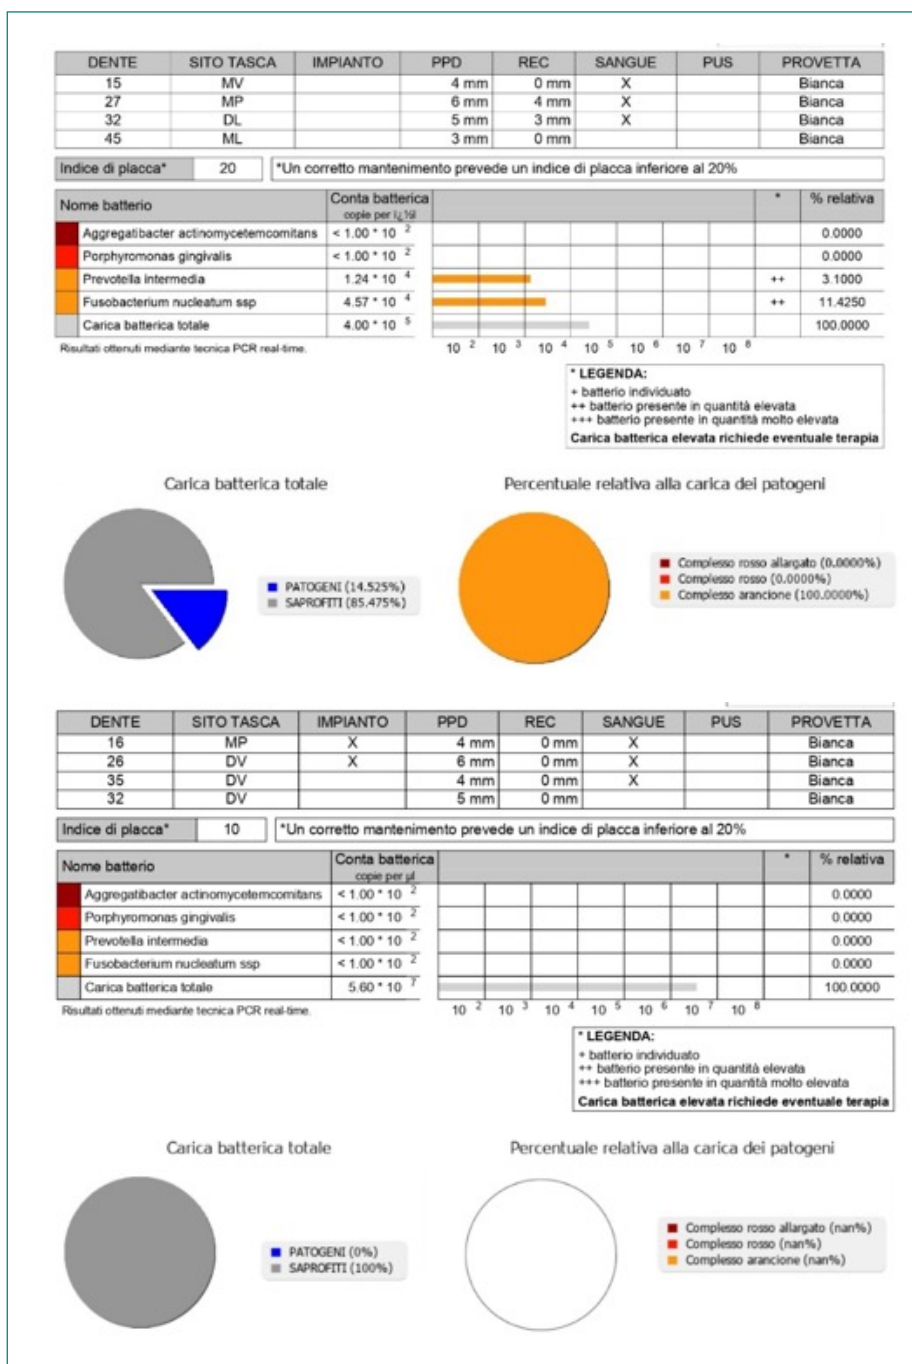 DENTE SITO TASCA IMPIANTO PPD REC SANGUE PUS PROVETTA
15 MV 4 mm 0 mm X Bianca
27 MP 6 mm 4 mm X Bianca
32 DL 5 mm 3 mm X Bianca
45 ML 3 mm 0 mm Bianca
Indice di placca* 20 *Un corretto mantenimento prevede un indice di placca inferiore al 20%
Nome batterio Conta batterica copie per ï¿½l * % relativa
Aggregatibacter actinomycetemcomitans < 1.00 * 10 2 0.0000
Porphyromonas gingivalis < 1.00 * 10 2 0.0000
Prevotella intermedia 1.24 * 10 4 ++ 3.1000
Fusobacterium nucleatum ssp 4.57 * 10 4 ++ 11.4250
Carica batterica totale 4.00 * 10 5 100.0000
Risultati ottenuti mediante tecnica PCR real-time. 10 2 10 3 10 4 10 5 10 6 10 7 10 8
* LEGENDA:
+ batterio individuato
++ batterio presente in quantità elevata
+++ batterio presente in quantità molto elevata
Carica batterica elevata richiede eventuale terapia
Carica batterica totale
PATOGENI (14.525%)
SAPROFITI (85.475%)
Percentuale relativa alla carica dei patogeni
Complesso rosso allargato (0.0000%)
Complesso rosso (0.0000%)
Complesso arancione (100.0000%)
DENTE SITO TASCA IMPIANTO PPD REC SANGUE PUS PROVETTA
16 MP X 4 mm 0 mm X Bianca
26 DV X 6 mm 0 mm X Bianca
35 DV 4 mm 0 mm X Bianca
32 DV 5 mm 0 mm Bianca
Indice di placca* 10 *Un corretto mantenimento prevede un indice di placca inferiore al 20%
Nome batterio Conta batterica copie per µl * % relativa
Aggregatibacter actinomycetemcomitans < 1.00 * 10 2 0.0000
Porphyromonas gingivalis < 1.00 * 10 2 0.0000
Prevotella intermedia < 1.00 * 10 2 0.0000
Fusobacterium nucleatum ssp < 1.00 * 10 2 0.0000
Carica batterica totale 5.60 * 10 7 100.0000
Risultati ottenuti mediante tecnica PCR real-time. 10 2 10 3 10 4 10 5 10 6 10 7 10 8
* LEGENDA:
+ batterio individuato
++ batterio presente in quantità elevata
+++ batterio presente in quantità molto elevata
Carica batterica elevata richiede eventuale terapia
Carica batterica totale
PATOGENI (0%)
SAPROFITI (100%)
Percentuale relativa alla carica dei patogeni
Complesso rosso allargato (nan%)
Complesso rosso (nan%)
Complesso arancione (nan%)